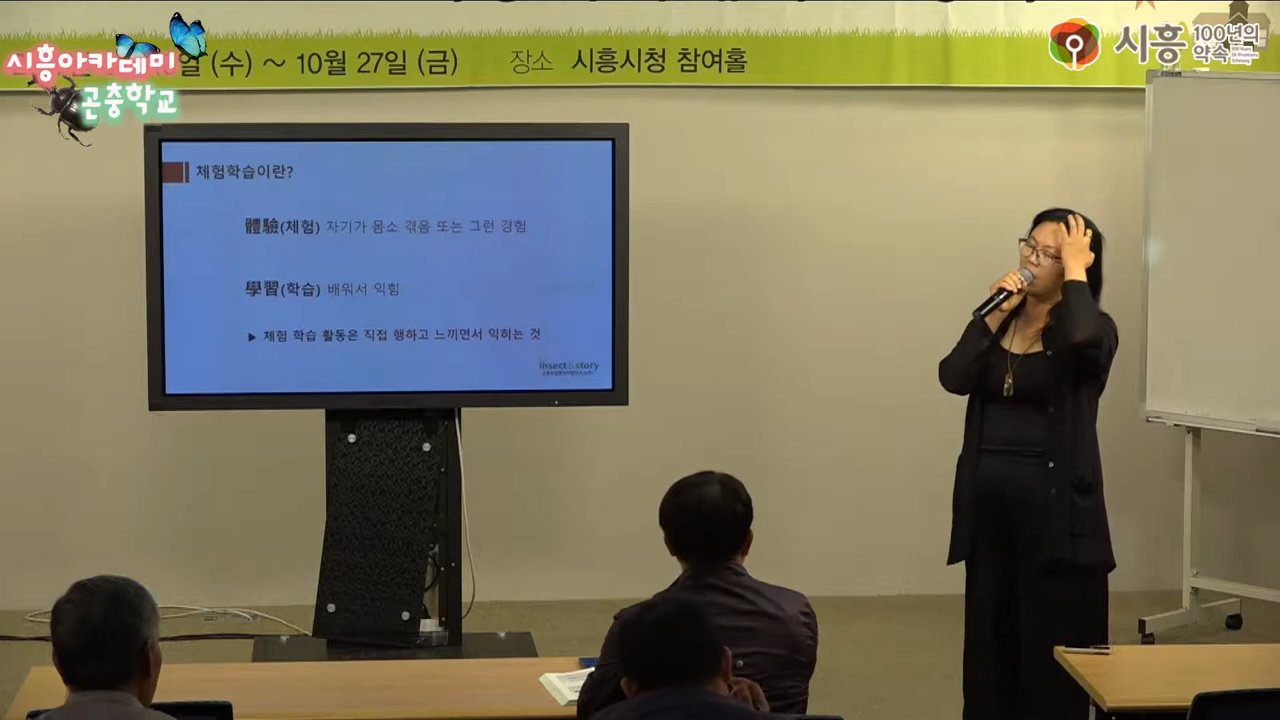 시흥아카데미
곤충학교
일 (수) ~ 10월 27일 (금)
장소 시흥시청 참여홀
시흥 100년의 약속
체험학습이란?
體驗(체험) 자기가 몸소 겪음 또는 그런 경험
學習(학습) 배워서 익힘
▶ 체험 학습 활동은 직접 행하고 느끼면서 익히는 것
insect&story